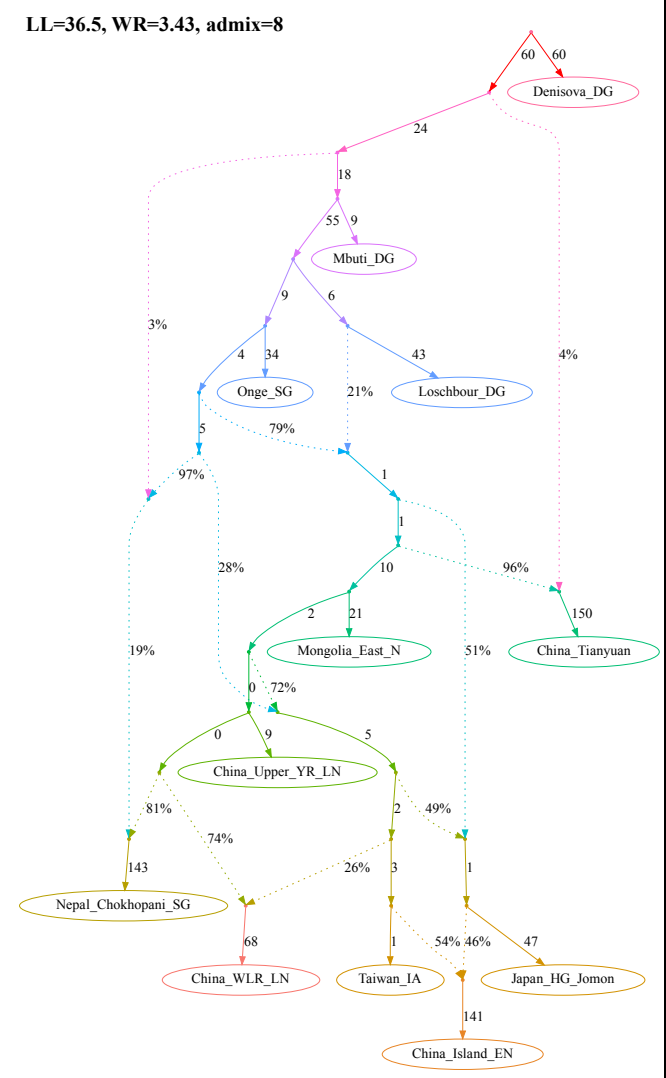 LL=36.5, WR=3.43, admix=8
60 60
Denisova_DG
24
18
55 9
Mbuti_DG
9 6
3%
4 34 43 4%
Onge_SG Loschbour_DG
21%
5 79%
97% 1
1
28% 10 96%
2 21 150
19% Mongolia_East_N 51% China_Tianyuan
0 72%
0 9 5
China_Upper_YR_LN
81% 2 49%
74%
143 26% 3 1
Nepal_Chokhopani_SG
68 1 54% 46% 47
China_WLR_LN Taiwan_IA Japan_HG_Jomon
141
China_Island_EN